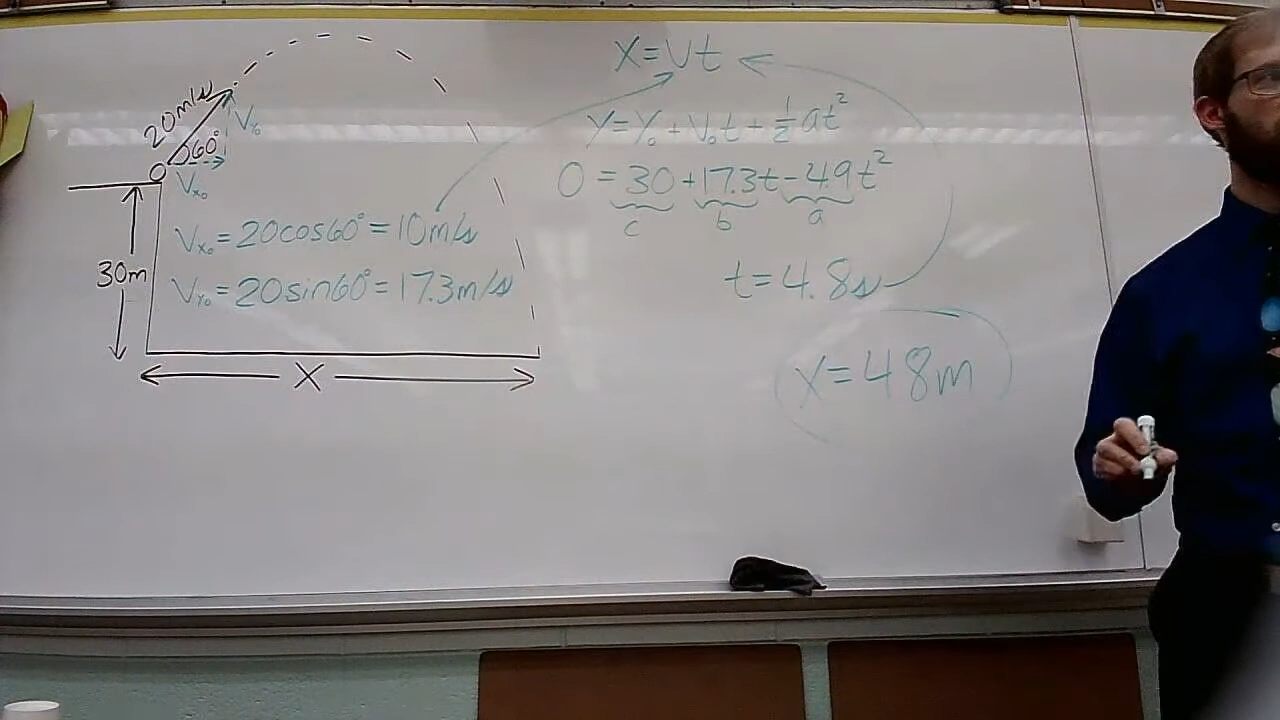 20m/s
60°
Vy₀
Vx₀
Vx₀ = 20cos60° = 10m/s
Vy₀ = 20sin60° = 17.3m/s
30m
X
X = Vt
Y = Y₀ + V₀t + ½at²
0 = 30 + 17.3t - 4.9t²
c b a
t = 4.8s
X = 48m